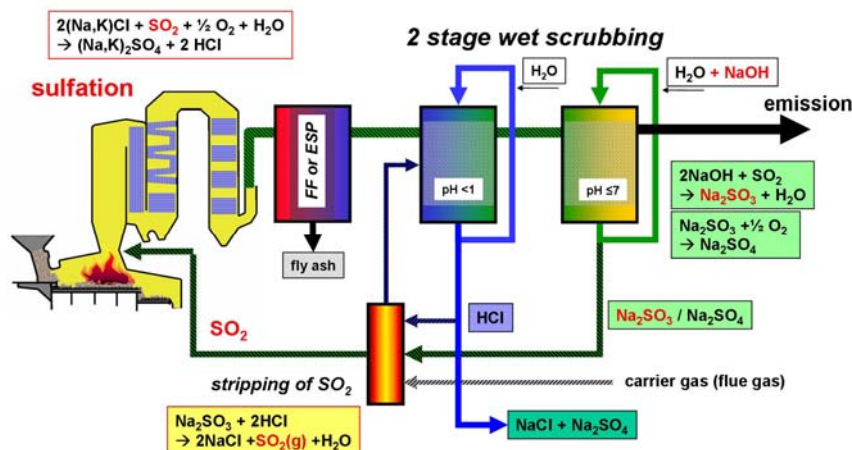 2(Na,K)Cl + SO₂ + ½ O₂ + H₂O
→ (Na,K)₂SO₄ + 2 HCl
2 stage wet scrubbing
sulfation
H₂O
H₂O + NaOH
emission
FF or ESP
pH <1
pH ≤7
2NaOH + SO₂
→ Na₂SO₃ + H₂O
Na₂SO₃ +½ O₂
→ Na₂SO₄
fly ash
SO₂
HCl
Na₂SO₃ / Na₂SO₄
stripping of SO₂
carrier gas (flue gas)
Na₂SO₃ + 2HCl
→ 2NaCl +SO₂(g) +H₂O
NaCl + Na₂SO₄